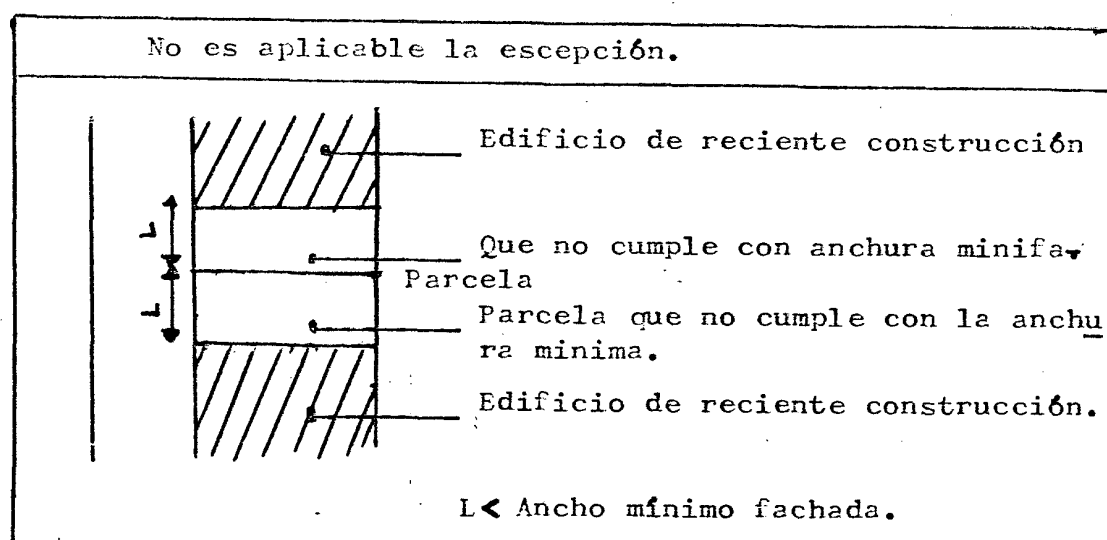 No es aplicable la escepción.
Edificio de reciente construcción
L
Que no cumple con anchura minifa-
Parcela
L
Parcela que no cumple con la anchu
ra minima.
Edificio de reciente construcción.
L< Ancho mínimo fachada.